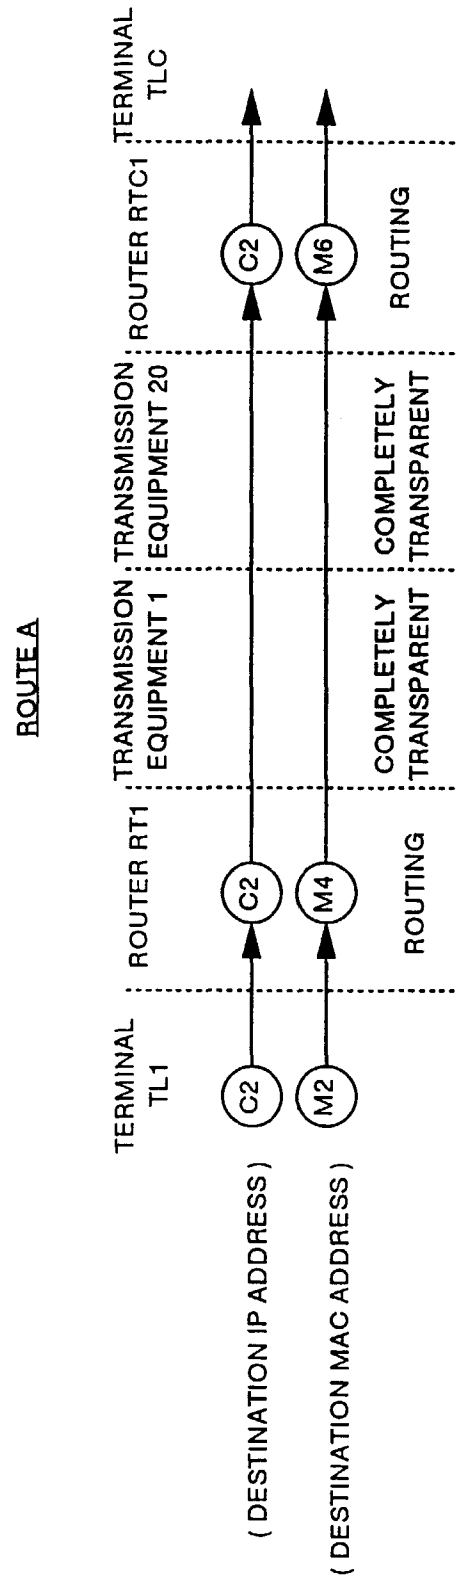 ROUTE A
TERMINAL
TL1
ROUTER RT1
TRANSMISSION
EQUIPMENT 1
TRANSMISSION
EQUIPMENT 20
ROUTER RTC1
TERMINAL
TLC
( DESTINATION IP ADDRESS )
C2
C2
C2
( DESTINATION MAC ADDRESS )
M2
M4
M6
ROUTING
COMPLETELY
TRANSPARENT
COMPLETELY
TRANSPARENT
ROUTING